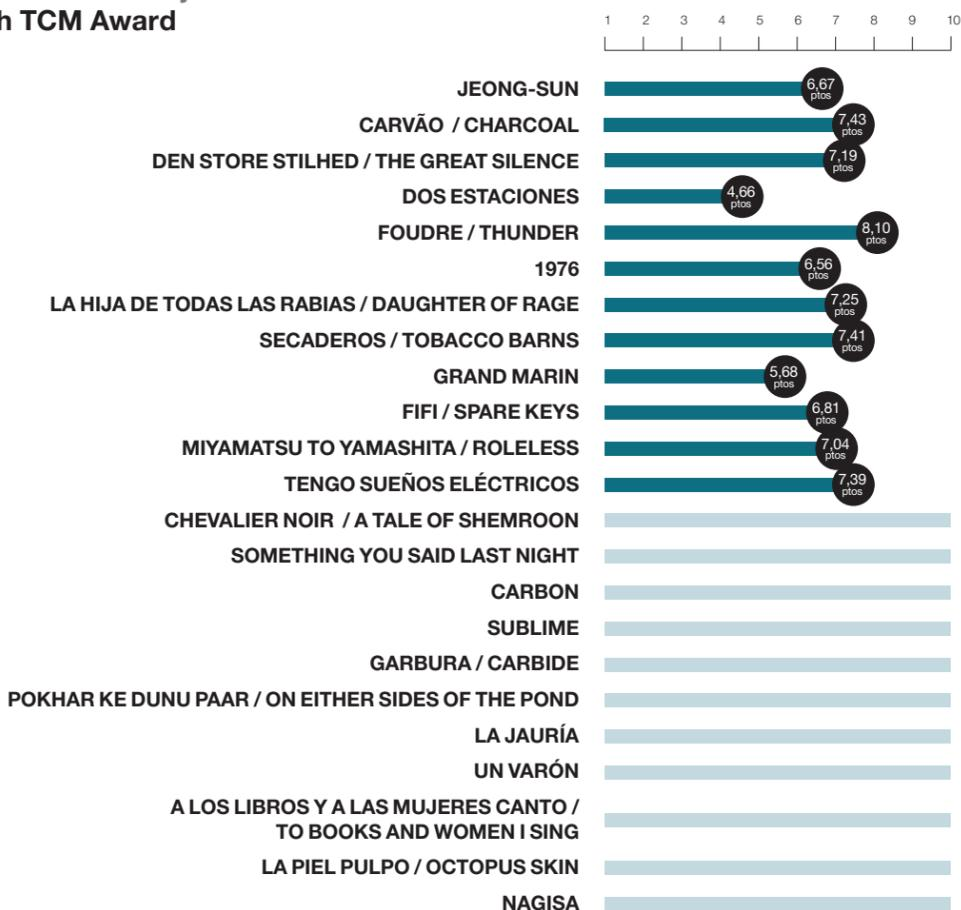 TCM Award
1 2 3 4 5 6 7 8 9 10
JEONG-SUN
6,67
ptos
CARVÃO / CHARCOAL
7,43
ptos
DEN STORE STILHED / THE GREAT SILENCE
7,19
ptos
DOS ESTACIONES
4,66
ptos
FOUDRE / THUNDER
8,10
ptos
1976
6,56
ptos
LA HIJA DE TODAS LAS RABIAS / DAUGHTER OF RAGE
7,25
ptos
SECADEROS / TOBACCO BARNS
7,41
ptos
GRAND MARIN
5,68
ptos
FIFI / SPARE KEYS
6,81
ptos
MIYAMATSU TO YAMASHITA / ROLELESS
7,04
ptos
TENGO SUEÑOS ELÉCTRICOS
7,39
ptos
CHEVALIER NOIR / A TALE OF SHEMROON
SOMETHING YOU SAID LAST NIGHT
CARBON
SUBLIME
GARBURA / CARBIDE
POKHAR KE DUNU PAAR / ON EITHER SIDES OF THE POND
LA JAURÍA
UN VARÓN
A LOS LIBROS Y A LAS MUJERES CANTO /
TO BOOKS AND WOMEN I SING
LA PIEL PULPO / OCTOPUS SKIN
NAGISA